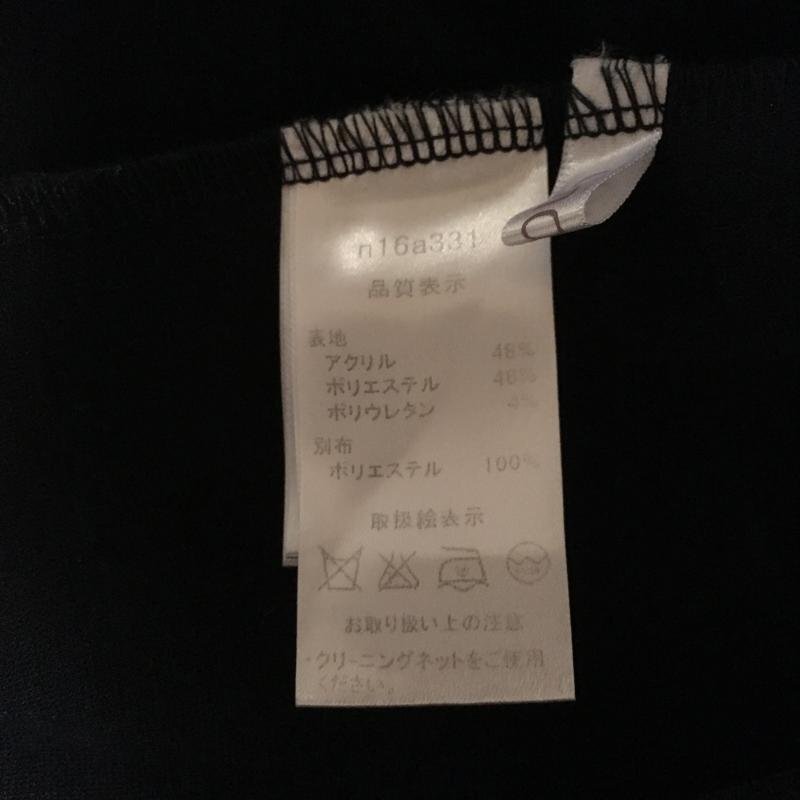 n16a331
品質表示
表地
アクリル 48%
ポリエステル 48%
ポリウレタン 4%
別布
ポリエステル 100%
取扱絵表示
お取り扱い上の注意
・クリーニングネットをご使用
ください。